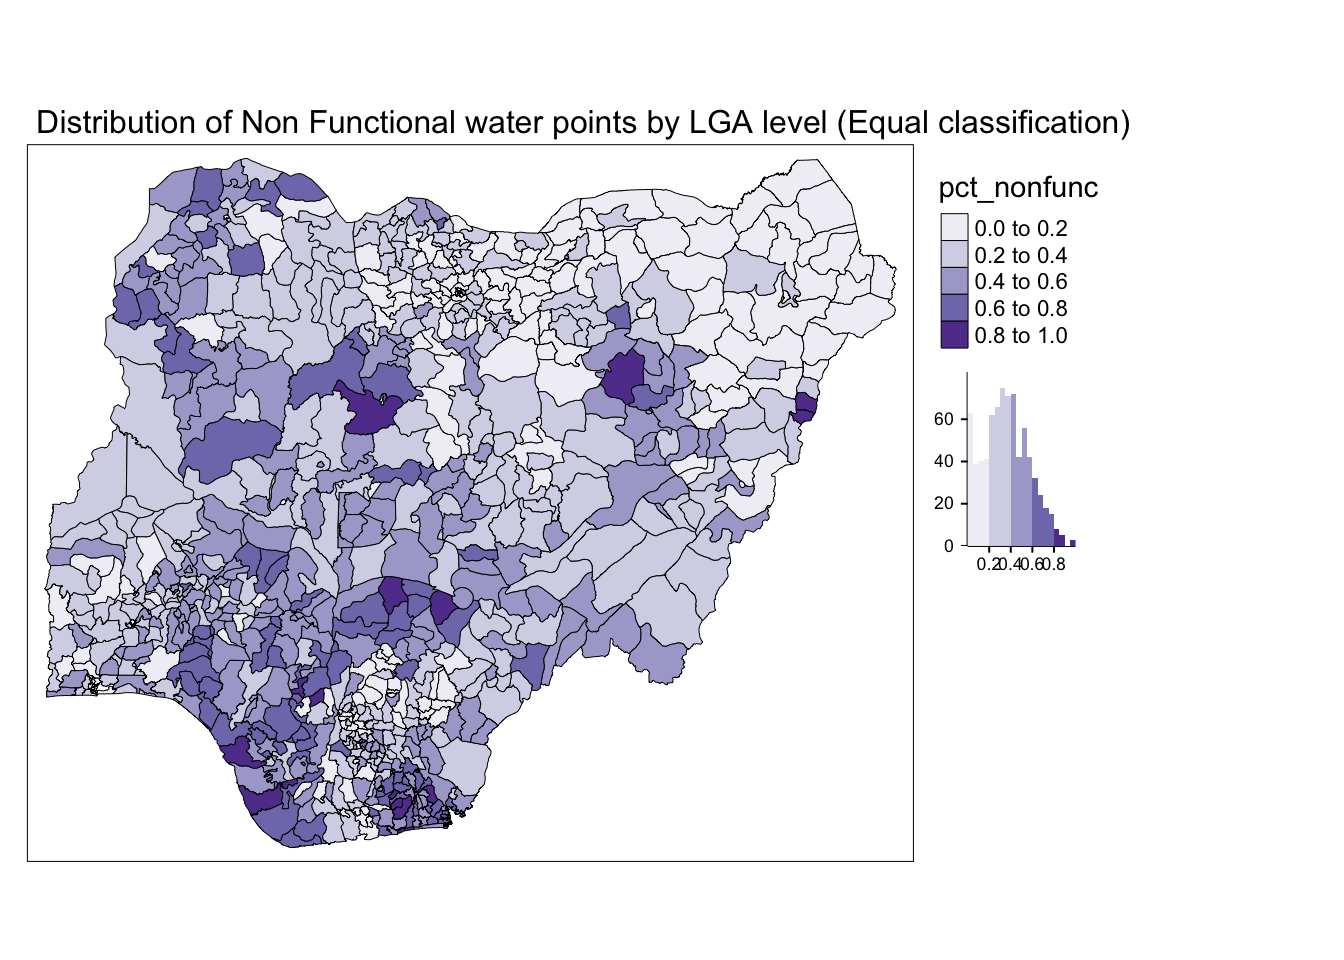 Distribution of Non Functional water points by LGA level (Equal classification)
pct_nonfunc
0.0 to 0.2
0.2 to 0.4
0.4 to 0.6
0.6 to 0.8
0.8 to 1.0
60
40
20
0
0.2 0.4 0.6 0.8